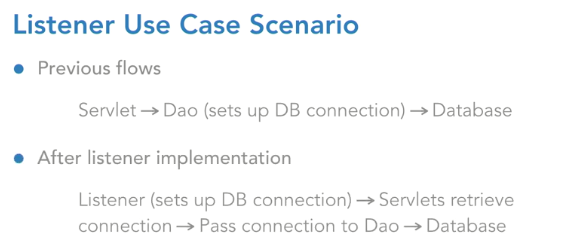 Listener Use Case Scenario
● Previous flows
Servlet → Dao (sets up DB connection) → Database
● After listener implementation
Listener (sets up DB connection) → Servlets retrieve
connection → Pass connection to Dao → Database